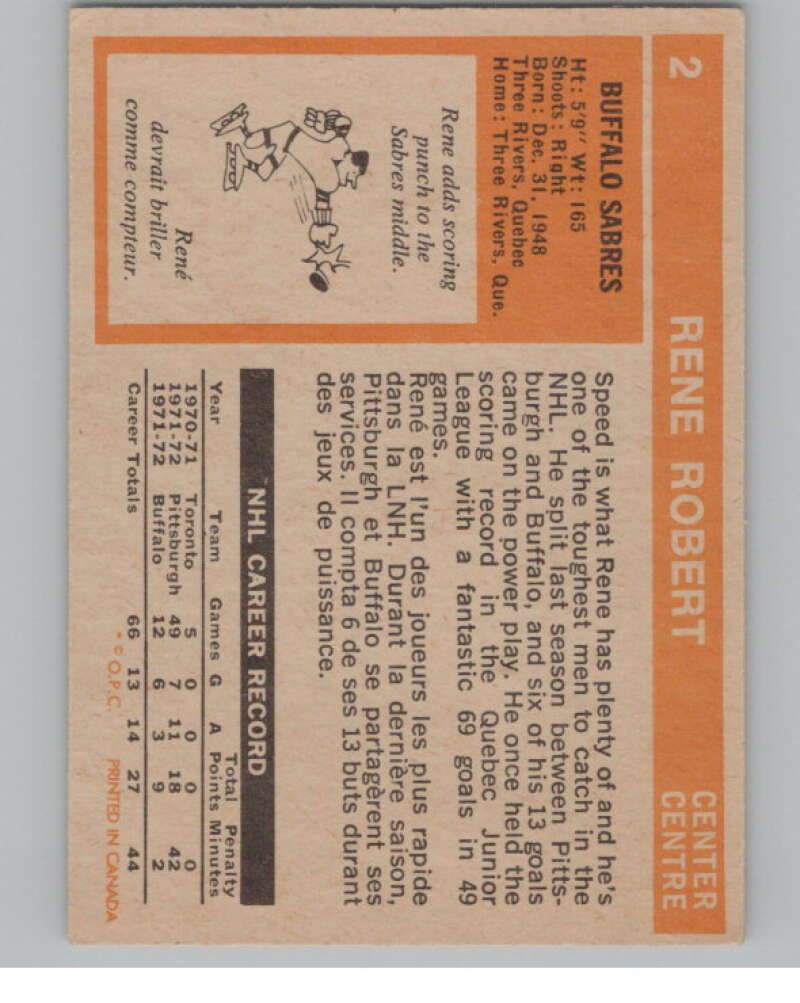 2 RENE ROBERT CENTER
CENTRE
BUFFALO SABRES
Ht: 5'9'' Wt: 165
Shoots: Right
Born: Dec. 31, 1948
Three Rivers, Quebec
Home: Three Rivers, Que.
Rene adds scoring
punch to the
Sabres middle.
René
devrait briller
comme compteur.
Speed is what Rene has plenty of and he's
one of the toughest men to catch in the
NHL. He split last season between Pitts-
burgh and Buffalo, and six of his 13 goals
came on the power play. He once held the
scoring record in the Quebec Junior
League with a fantastic 69 goals in 49
games.
René est l'un des joueurs les plus rapide
dans la LNH. Durant la dernière saison,
Pittsburgh et Buffalo se partagèrent ses
services. Il compta 6 de ses 13 buts durant
des jeux de puissance.
NHL CAREER RECORD
Total Penalty
Year Team Games G A Points Minutes
1970-71 Toronto 5 0 0 0 0
1971-72 Pittsburgh 49 7 11 18 42
1971-72 Buffalo 12 6 3 9 2
Career Totals 66 13 14 27 44
* © O.P.C. PRINTED IN CANADA